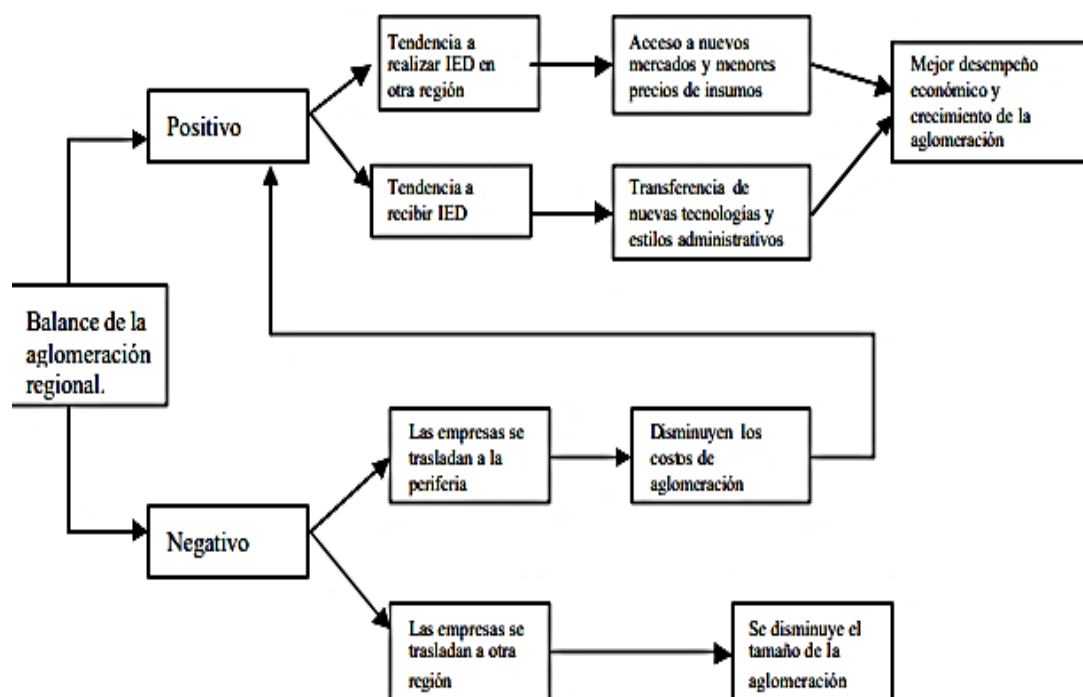 Tendencia a
realizar IED en
otra región
Acceso a nuevos
mercados y menores
precios de insumos
Mejor desempeño
económico y
crecimiento de la
aglomeración
Positivo
Tendencia a
recibir IED
Transferencia de
nuevas tecnologías y
estilos administrativos
Balance de la
aglomeración
regional.
Las empresas se
trasladan a la
periferia
Disminuyen los
costos de
aglomeración
Negativo
Las empresas se
trasladan a otra
región
Se disminuye el
tamaño de la
aglomeración